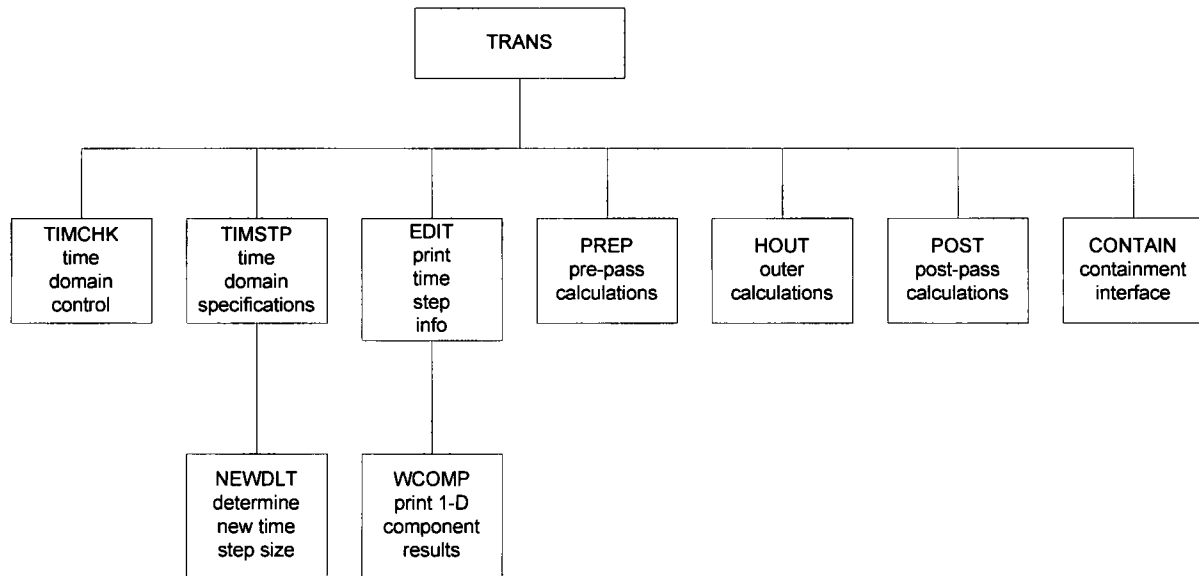 TRANS
TIMCHK
time
domain
control
TIMSTP
time
domain
specifications
EDIT
print
time
step
info
PREP
pre-pass
calculations
HOUT
outer
calculations
POST
post-pass
calculations
CONTAIN
containment
interface
NEWDLT
determine
new time
step size
WCOMP
print 1-D
component
results